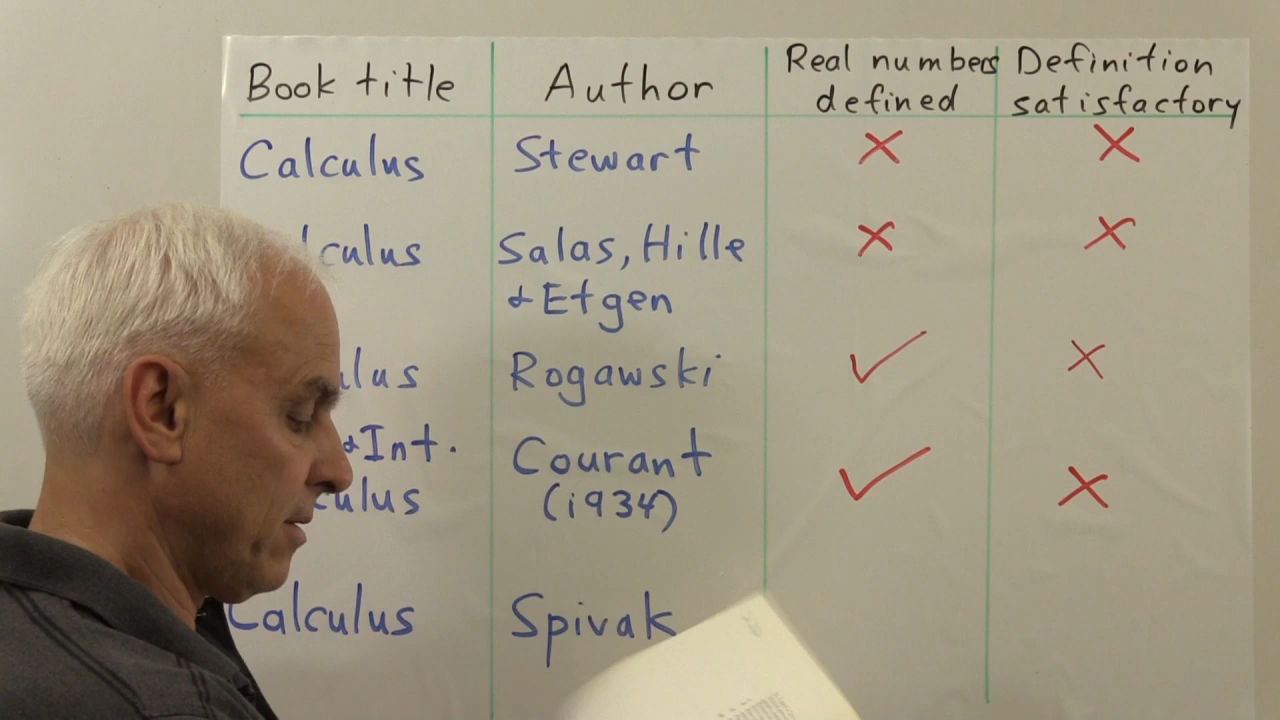 Book title Author Real numbers defined Definition satisfactory
Calculus Stewart × ×
culus Salas, Hille × ×
& Etgen
lus Rogawski ✓ ×
& Int. Courant ✓ ×
culus (1934)
Calculus Spivak